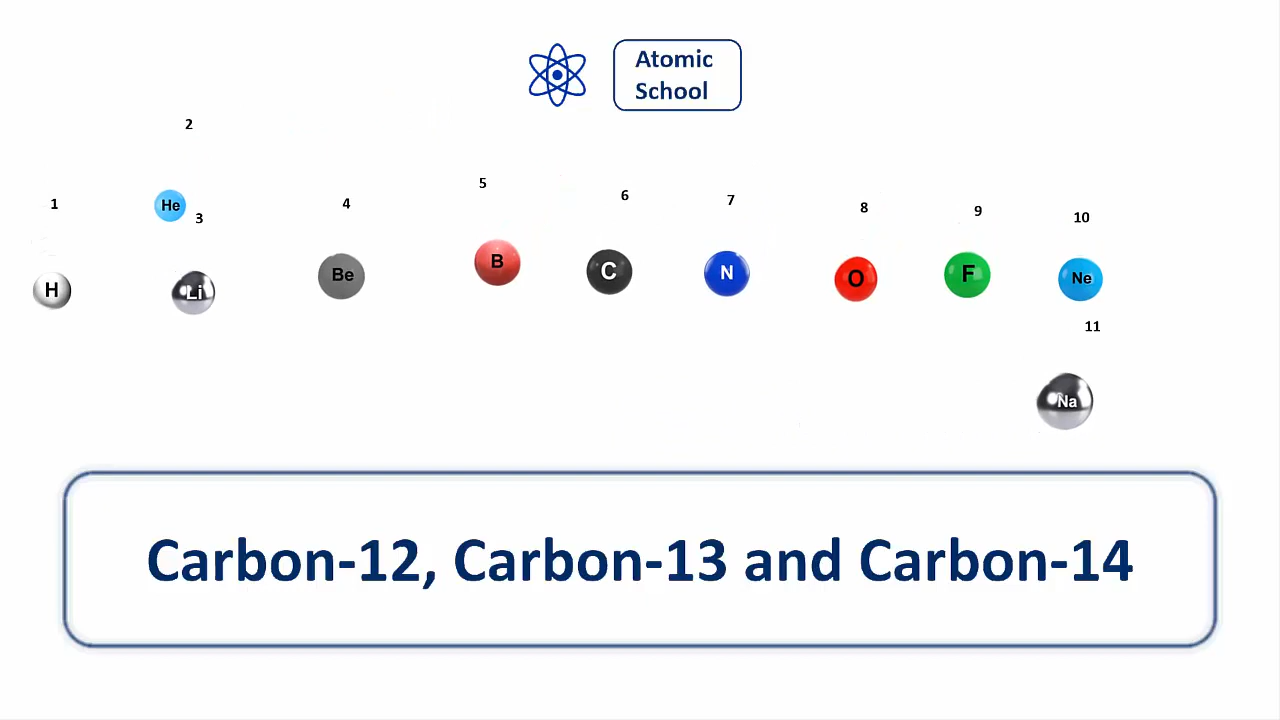 Atomic
School
2
1
He
3
4
5
6
7
8
9
10
H
Li
Be
B
C
N
O
F
Ne
11
Na
Carbon-12, Carbon-13 and Carbon-14